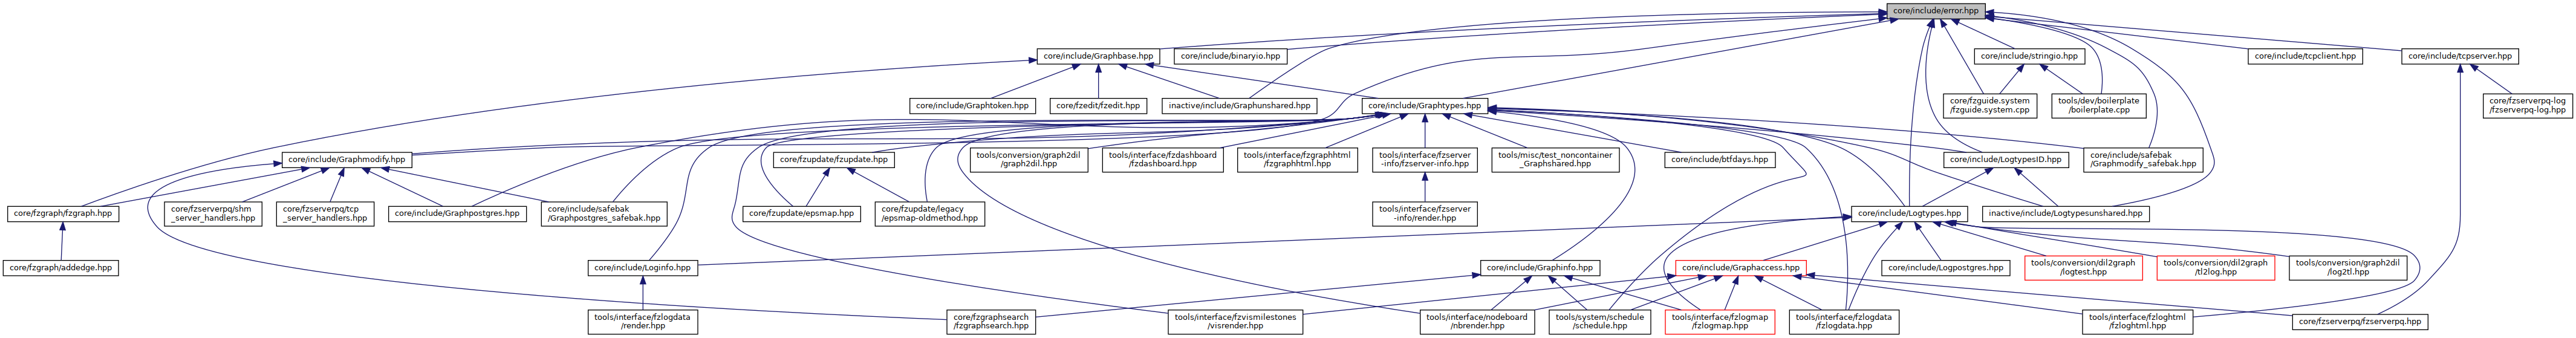 core/include/error.hpp
core/include/Graphbase.hpp
core/include/binaryio.hpp
core/include/stringio.hpp
core/include/tcpclient.hpp
core/include/tcpserver.hpp
core/include/Graphtoken.hpp
core/fzedit/fzedit.hpp
inactive/include/Graphunshared.hpp
core/include/Graphtypes.hpp
core/fzguide.system
/fzguide.system.cpp
tools/dev/boilerplate
/boilerplate.cpp
core/fzserverpq-log
/fzserverpq-log.hpp
core/include/Graphmodify.hpp
core/fzupdate/fzupdate.hpp
tools/conversion/graph2dil
/graph2dil.hpp
tools/interface/fzdashboard
/fzdashboard.hpp
tools/interface/fzgraphhtml
/fzgraphhtml.hpp
tools/interface/fzserver
-info/fzserver-info.hpp
tools/misc/test_noncontainer
_Graphshared.hpp
core/include/btfdays.hpp
core/include/LogtypesID.hpp
core/include/safebak
/Graphmodify_safebak.hpp
core/fzgraph/fzgraph.hpp
core/fzserverpq/shm
_server_handlers.hpp
core/fzserverpq/tcp
_server_handlers.hpp
core/include/Graphpostgres.hpp
core/include/safebak
/Graphpostgres_safebak.hpp
core/fzupdate/epsmap.hpp
core/fzupdate/legacy
/epsmap-oldmethod.hpp
tools/interface/fzserver
-info/render.hpp
core/include/Logtypes.hpp
inactive/include/Logtypesunshared.hpp
core/fzgraph/addedge.hpp
core/include/Loginfo.hpp
core/include/Graphinfo.hpp
core/include/Graphaccess.hpp
core/include/Logpostgres.hpp
tools/conversion/dil2graph
/logtest.hpp
tools/conversion/dil2graph
/tl2log.hpp
tools/conversion/graph2dil
/log2tl.hpp
tools/interface/fzlogdata
/render.hpp
core/fzgraphsearch
/fzgraphsearch.hpp
tools/interface/fzvismilestones
/visrender.hpp
tools/interface/nodeboard
/nbrender.hpp
tools/system/schedule
/schedule.hpp
tools/interface/fzlogmap
/fzlogmap.hpp
tools/interface/fzlogdata
/fzlogdata.hpp
tools/interface/fzloghtml
/fzloghtml.hpp
core/fzserverpq/fzserverpq.hpp